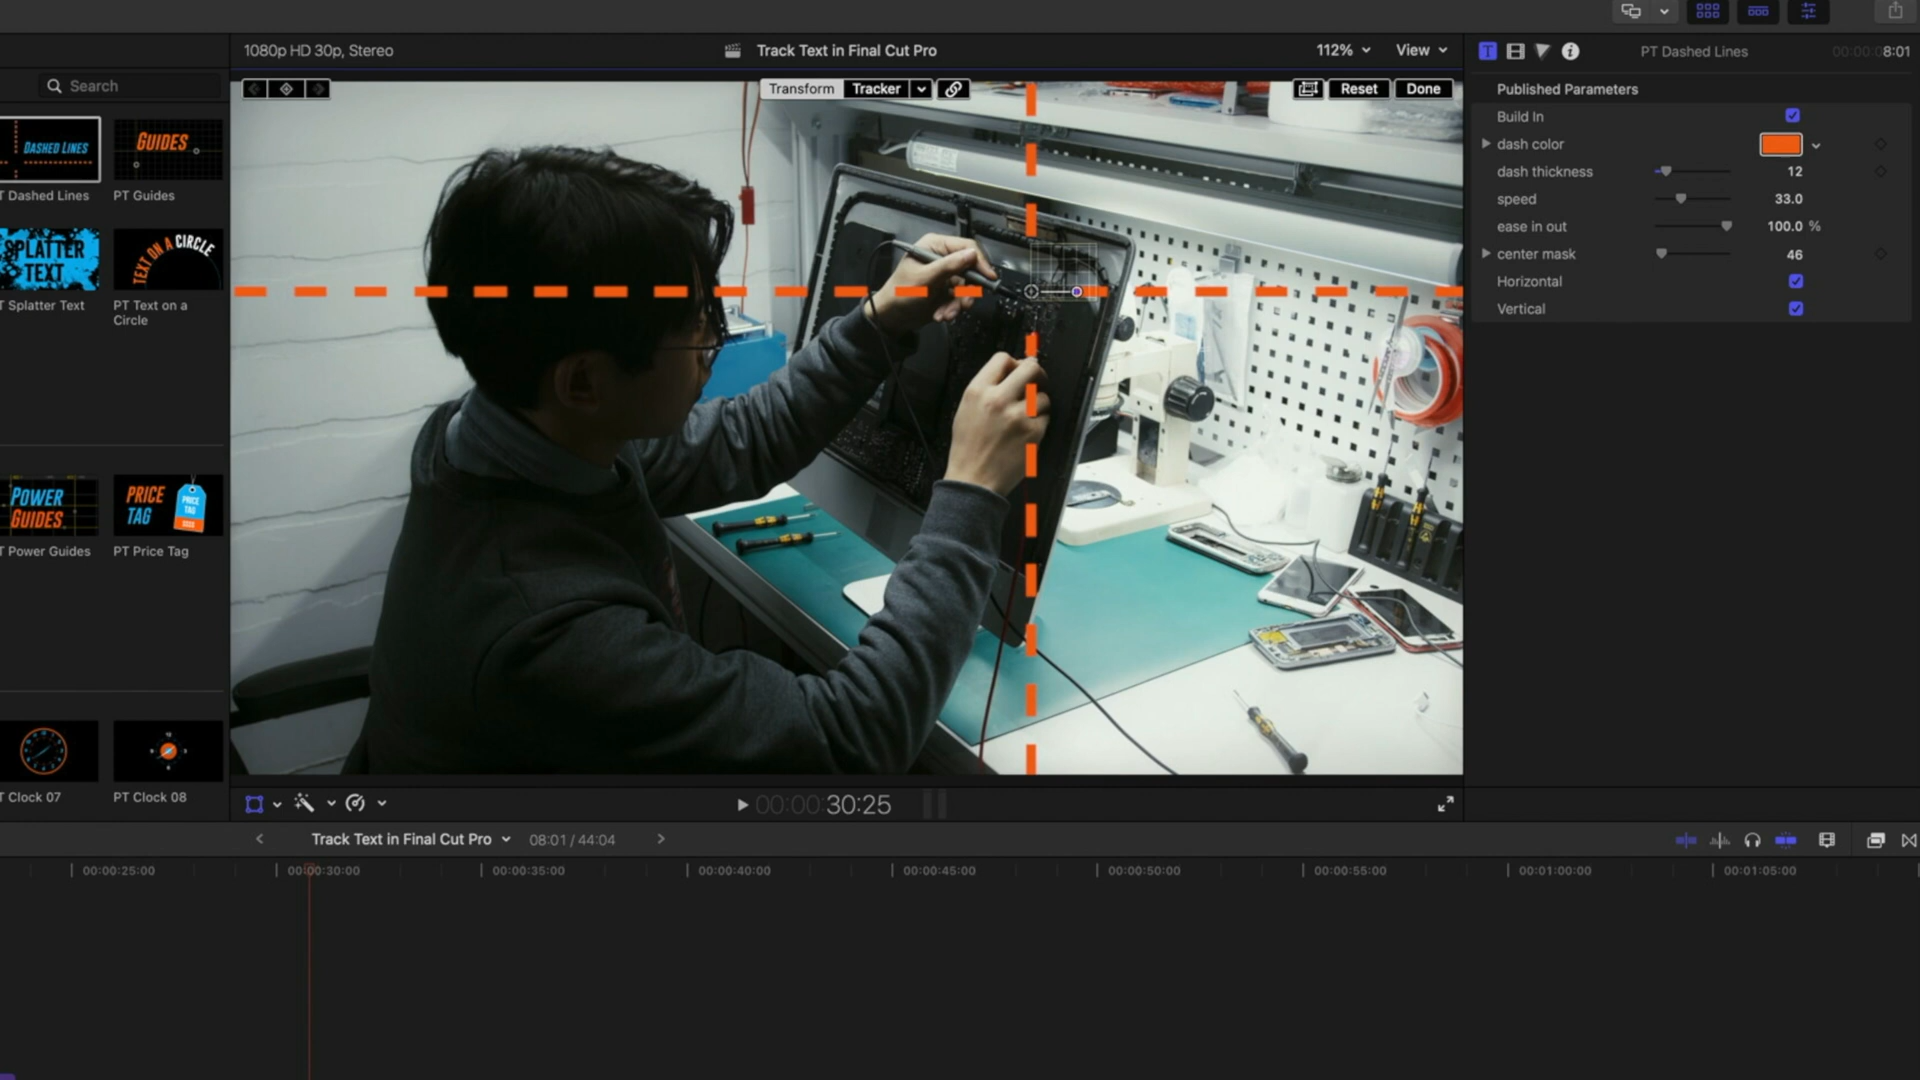 1080p HD 30p, Stereo
Track Text in Final Cut Pro
112%
View
PT Dashed Lines
00:00:08:01
Search
Transform
Tracker
Reset
Done
Published Parameters
Build In
dash color
dash thickness
12
speed
33.0
ease in out
100.0 %
center mask
46
Horizontal
Vertical
DASHED LINES
GUIDES
T Dashed Lines
PT Guides
SPLATTER
TEXT
TEXT ON A CIRCLE
T Splatter Text
PT Text on a
Circle
POWER
GUIDES
PRICE
TAG
PRICE
TAG
T Power Guides
PT Price Tag
T Clock 07
PT Clock 08
00:00:30:25
Track Text in Final Cut Pro
08:01 / 44:04
00:00:25:00
00:00:30:00
00:00:35:00
00:00:40:00
00:00:45:00
00:00:50:00
00:00:55:00
00:01:00:00
00:01:05:00